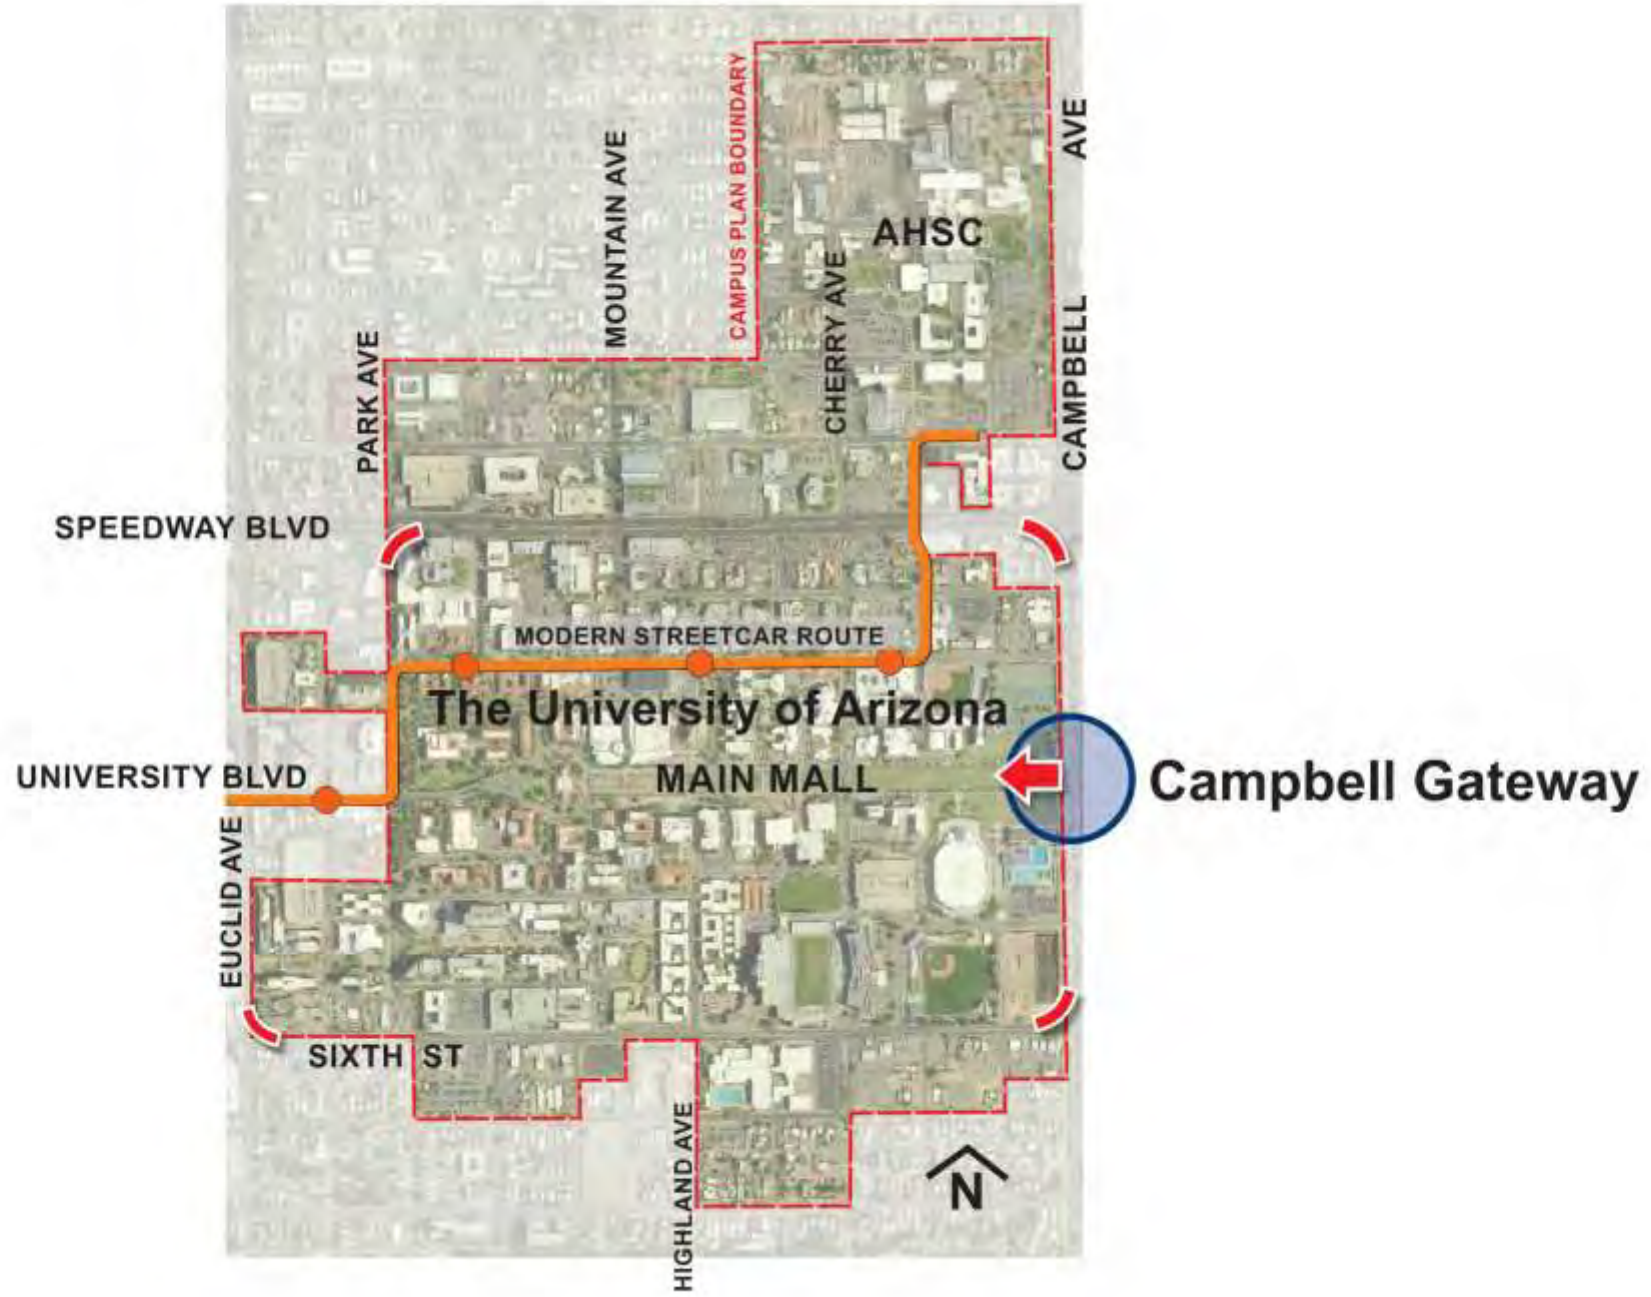 CAMPUS PLAN BOUNDARY
MOUNTAIN AVE
AVE
AHSC
CHERRY AVE
PARK AVE
CAMPBELL
SPEEDWAY BLVD
MODERN STREETCAR ROUTE
The University of Arizona
UNIVERSITY BLVD
MAIN MALL
Campbell Gateway
EUCLID AVE
SIXTH ST
HIGHLAND AVE
N